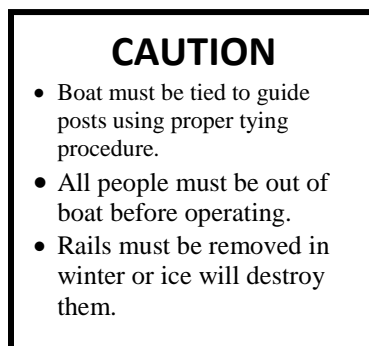 CAUTION
• Boat must be tied to guide
posts using proper tying
procedure.
• All people must be out of
boat before operating.
• Rails must be removed in
winter or ice will destroy
them.